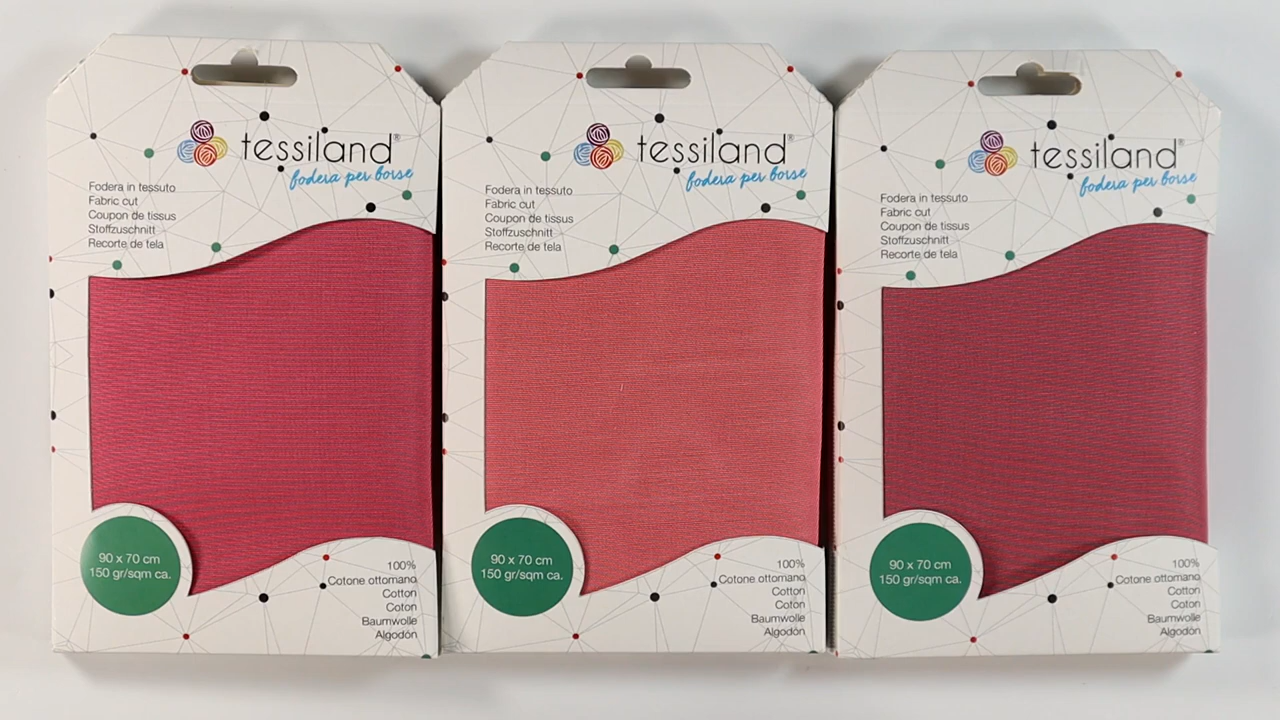 tessiland®
fodera per borse
Fodera in tessuto
Fabric cut
Coupon de tissus
Stoffzuschnitt
Recorte de tela
90 x 70 cm
150 gr/sqm ca.
100%
Cotone ottomano
Cotton
Coton
Baumwolle
Algodón
tessiland®
fodera per borse
Fodera in tessuto
Fabric cut
Coupon de tissus
Stoffzuschnitt
Recorte de tela
90 x 70 cm
150 gr/sqm ca.
100%
Cotone ottomano
Cotton
Coton
Baumwolle
Algodón
tessiland®
fodera per borse
Fodera in tessuto
Fabric cut
Coupon de tissus
Stoffzuschnitt
Recorte de tela
90 x 70 cm
150 gr/sqm ca.
100%
Cotone ottomano
Cotton
Coton
Baumwolle
Algodón